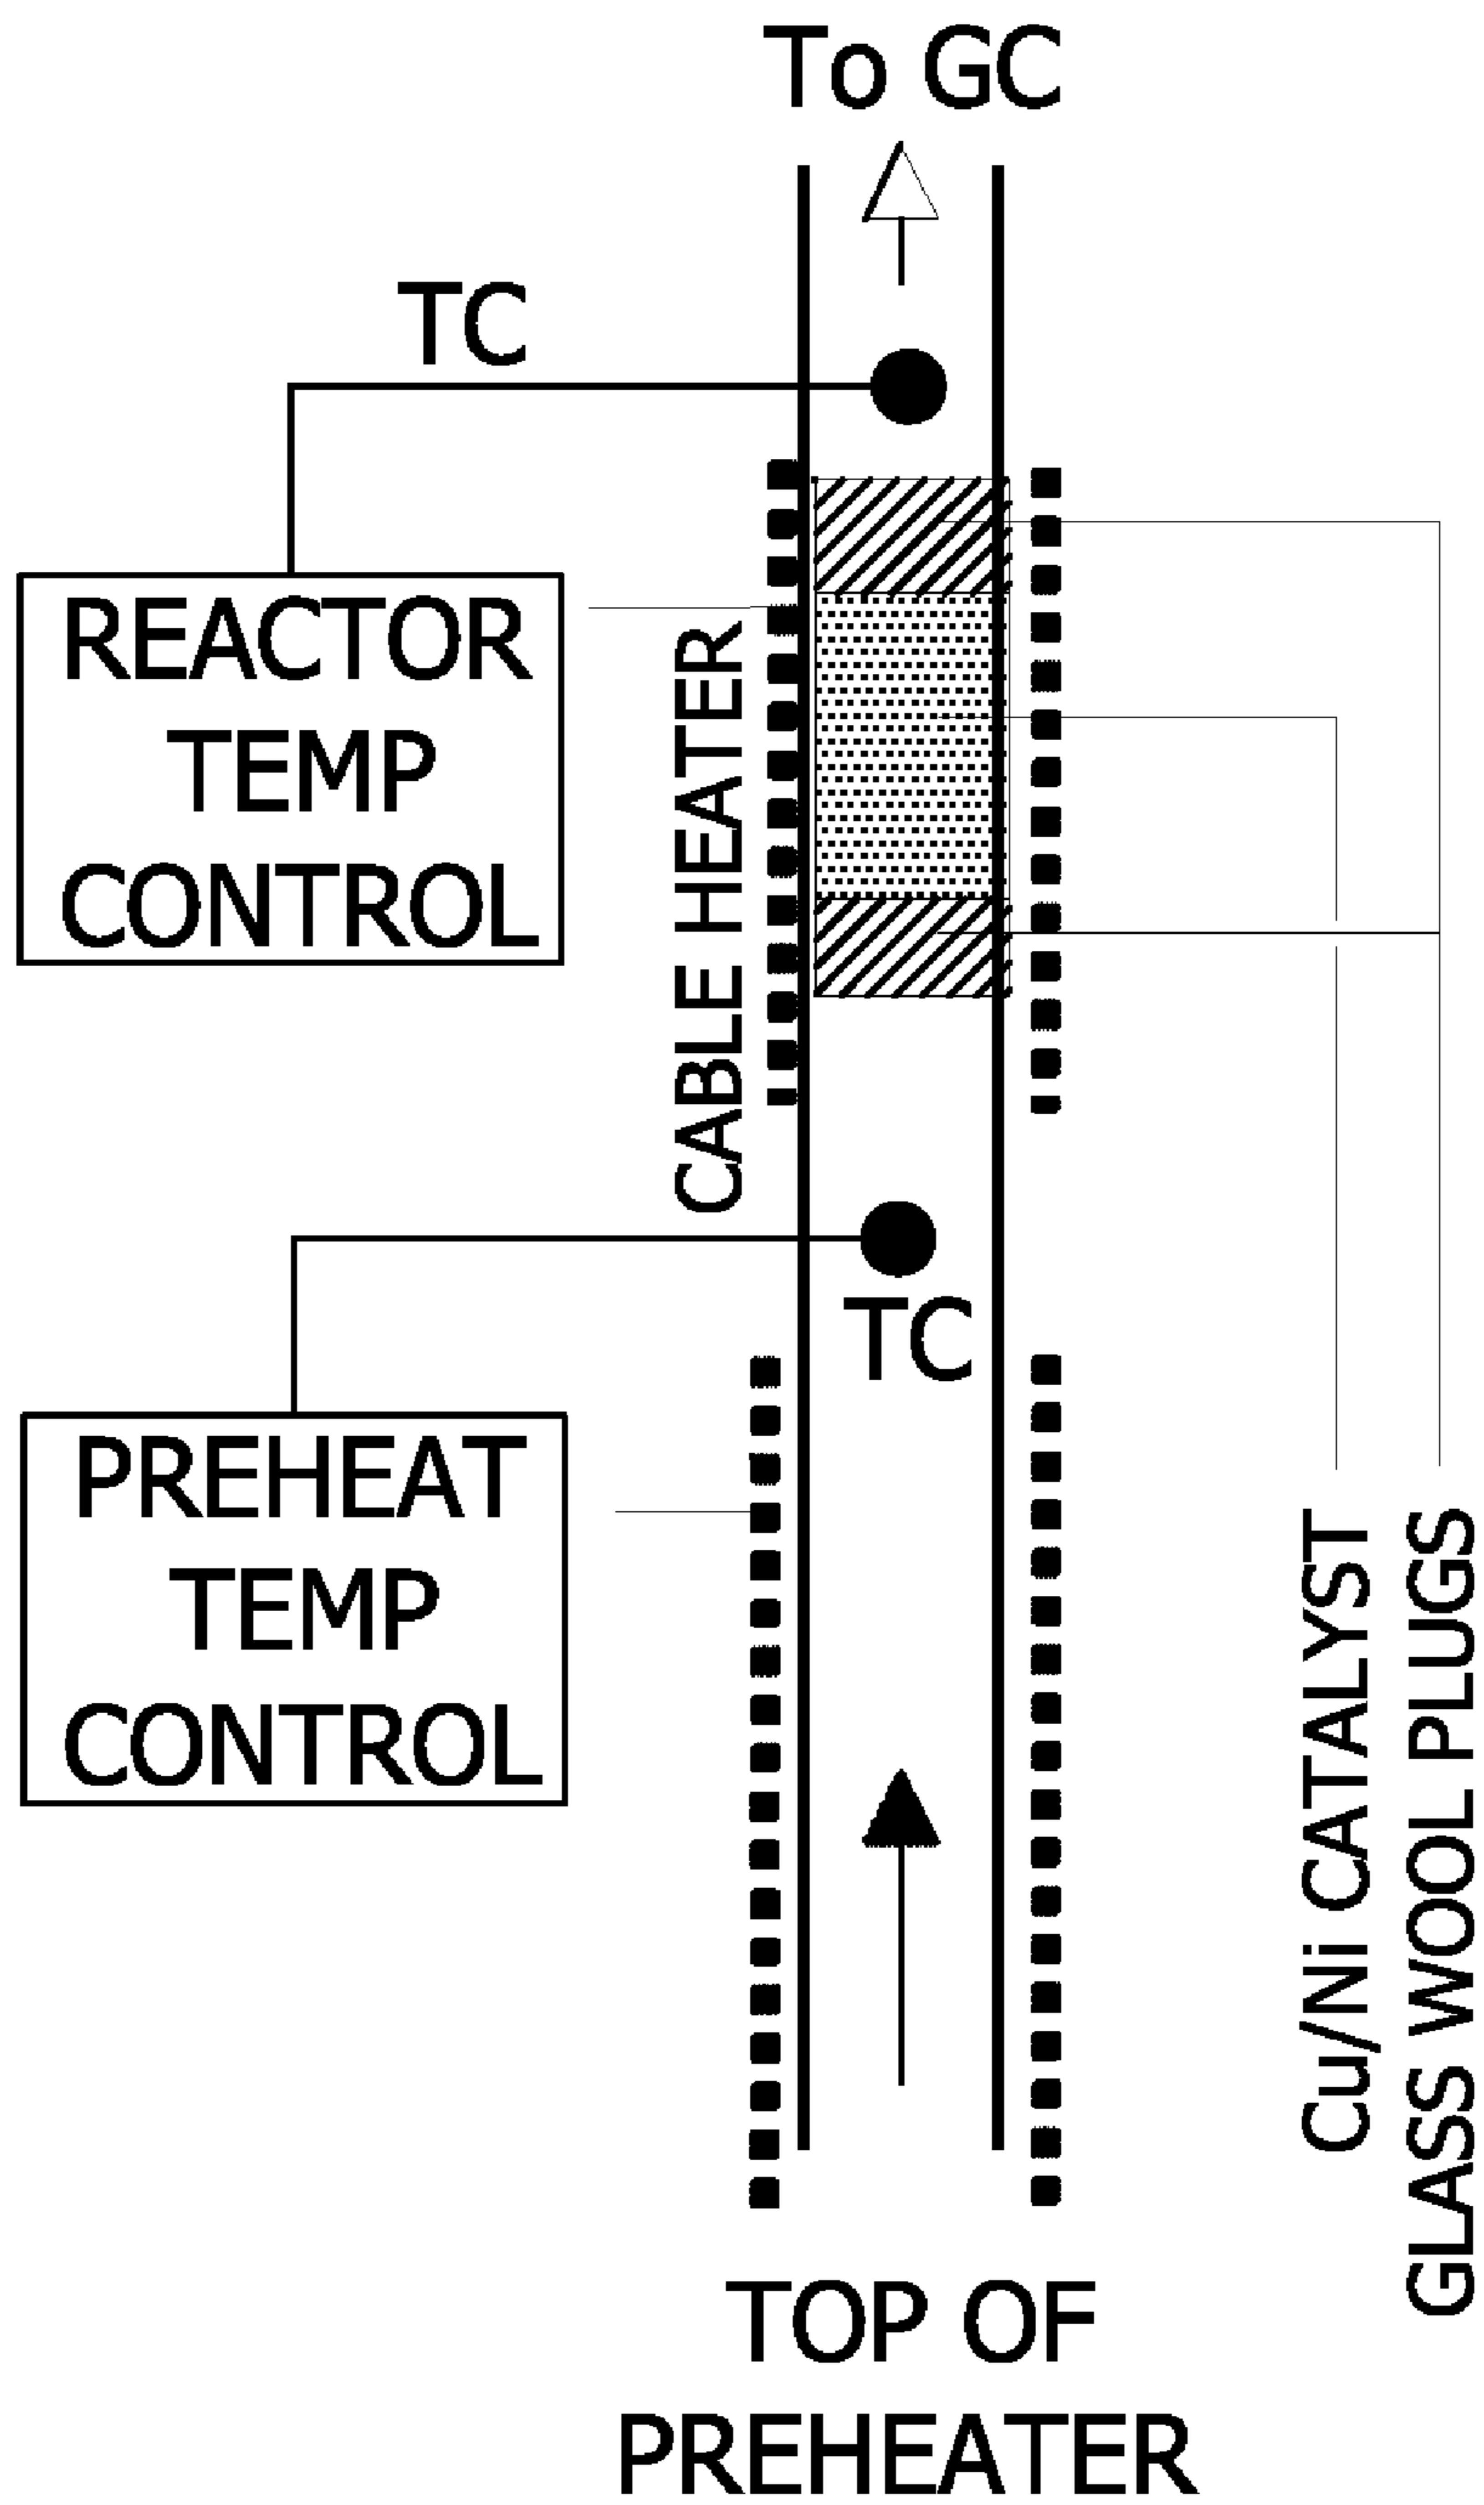 To GC
TC
REACTOR
TEMP
CONTROL
CABLE HEATER
TC
PREHEAT
TEMP
CONTROL
Cu/Ni CATALYST
GLASS WOOL PLUGS
TOP OF
PREHEATER